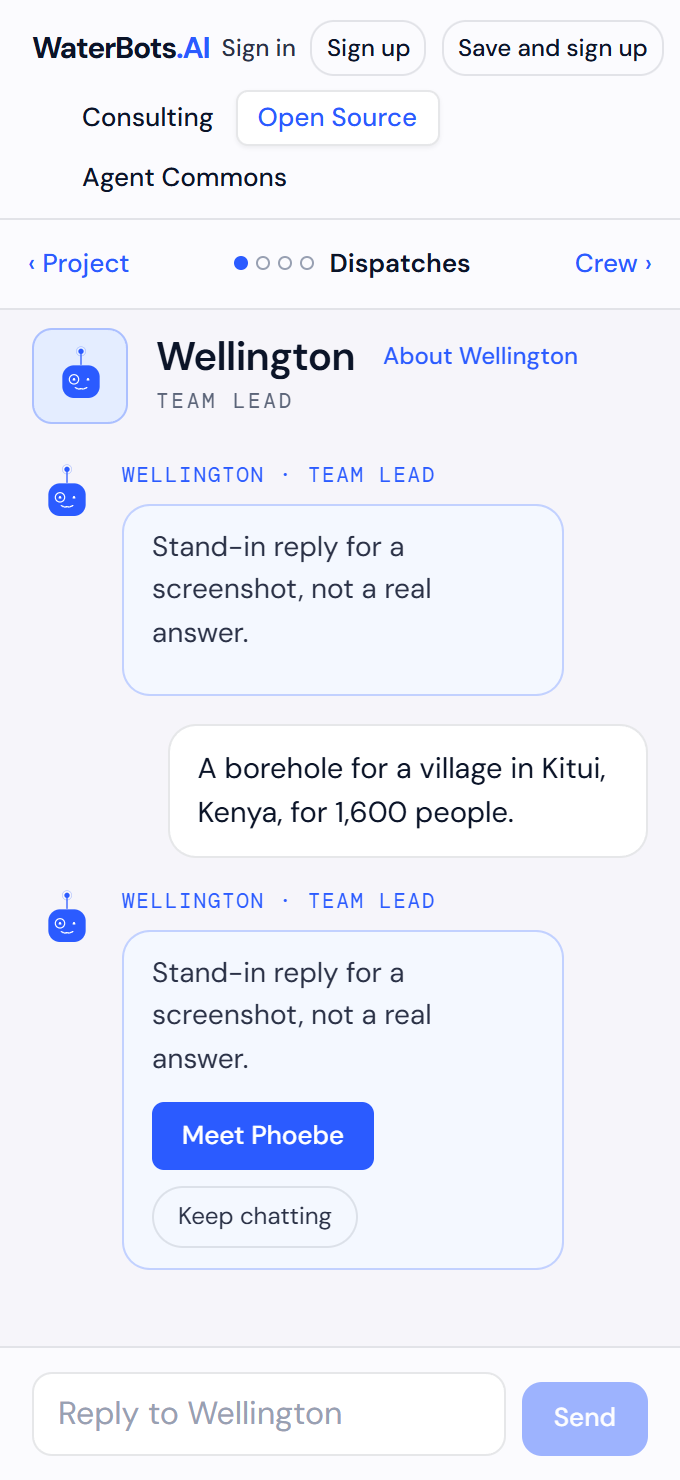 WaterBots.AI Sign in Sign up Save and sign up
Consulting Open Source
Agent Commons
‹ Project Dispatches Crew ›
Wellington About Wellington
TEAM LEAD
WELLINGTON · TEAM LEAD
Stand-in reply for a
screenshot, not a real
answer.
A borehole for a village in Kitui,
Kenya, for 1,600 people.
WELLINGTON · TEAM LEAD
Stand-in reply for a
screenshot, not a real
answer.
Meet Phoebe
Keep chatting
Reply to Wellington Send